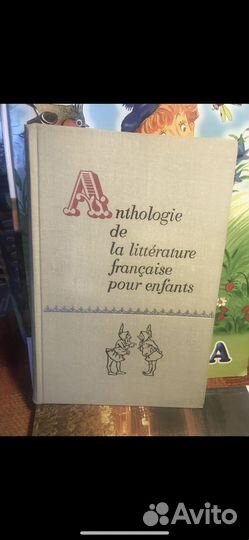 Anthologie
de
la littérature
française
pour enfants
А
Avito